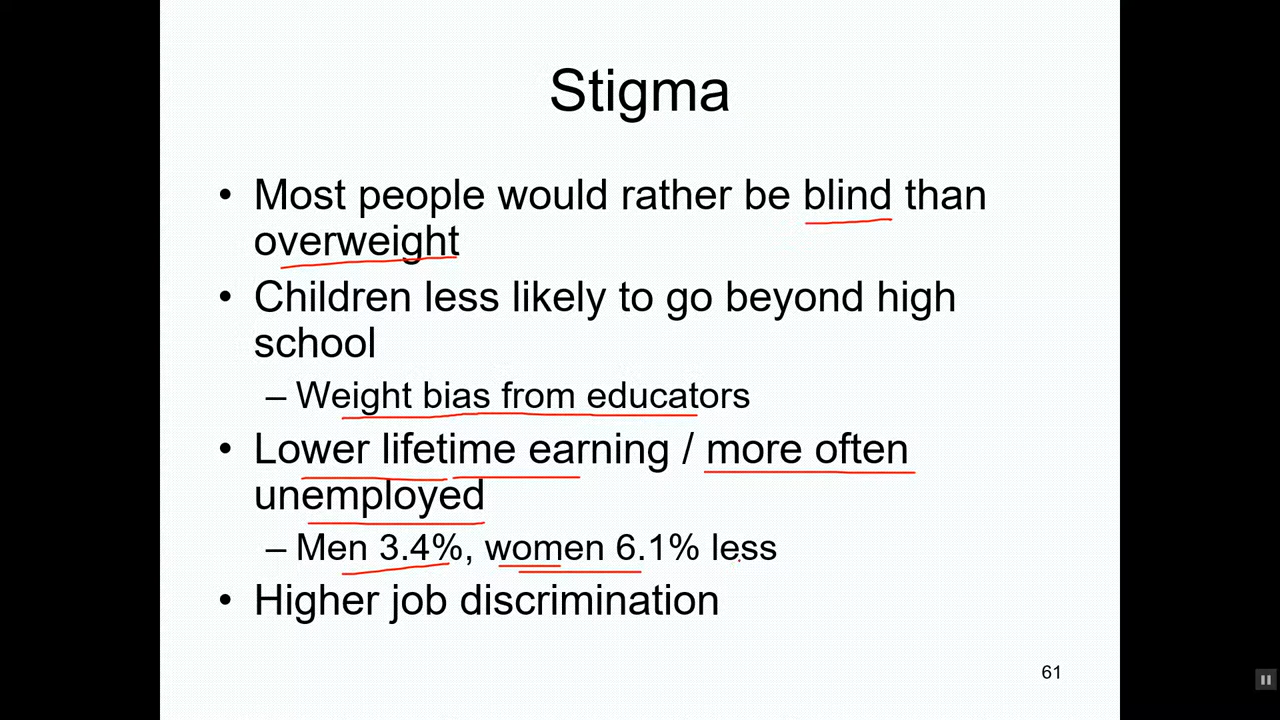 Stigma
• Most people would rather be blind than
overweight
• Children less likely to go beyond high
school
– Weight bias from educators
• Lower lifetime earning / more often
unemployed
– Men 3.4%, women 6.1% less
• Higher job discrimination
61